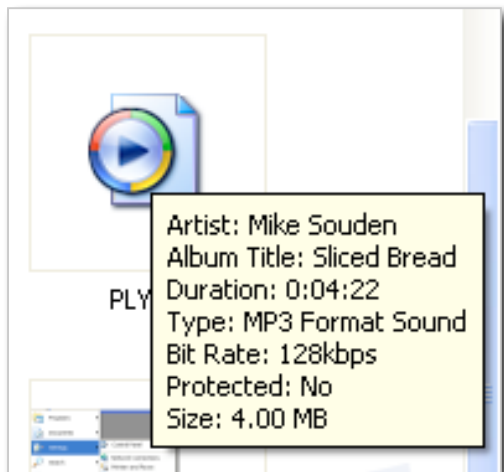 Artist: Mike Souden
Album Title: Sliced Bread
PLY
Duration: 0:04:22
Type: MP3 Format Sound
Bit Rate: 128kbps
Protected: No
Size: 4.00 MB